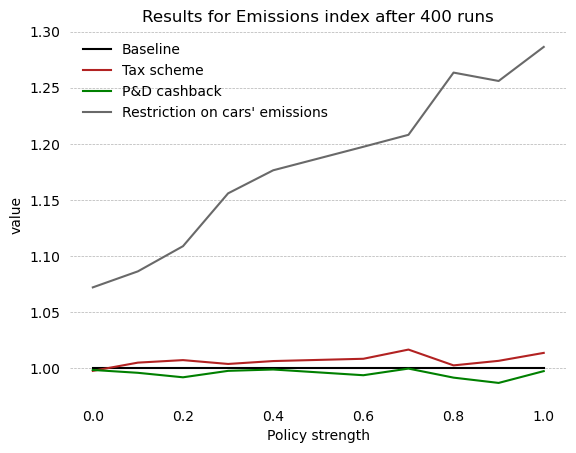 Results for Emissions index after 400 runs
1.30
1.25
1.20
1.15
1.10
1.05
1.00
value
Baseline
Tax scheme
P&D cashback
Restriction on cars' emissions
0.0 0.2 0.4 0.6 0.8 1.0
Policy strength